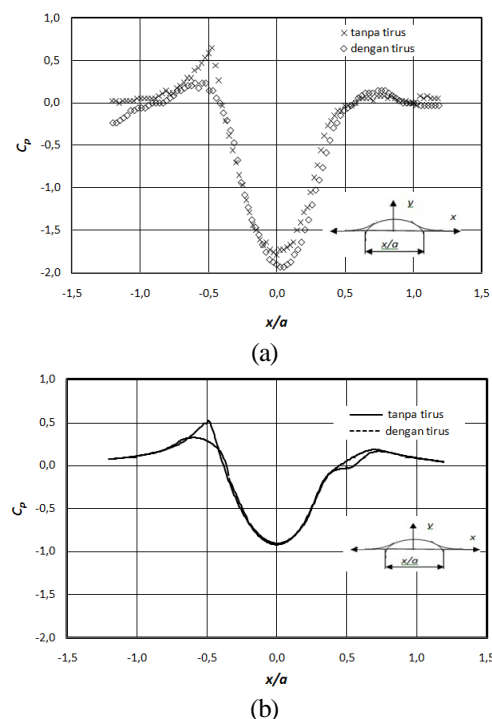 1,0
× tanpa tirus
◇ dengan tirus
0,5
0,0
-0,5
Cp
-1,0
y
x
-1,5
x/a
-2,0
-1,5 -1,0 -0,5 0,0 0,5 1,0 1,5
x/a
(a)
1,0
tanpa tirus
0,5
dengan tirus
0,0
Cp
-0,5
y
x
-1,0
x/a
-1,5
-2,0
-1,5 -1,0 -0,5 0,0 0,5 1,0 1,5
x/a
(b)